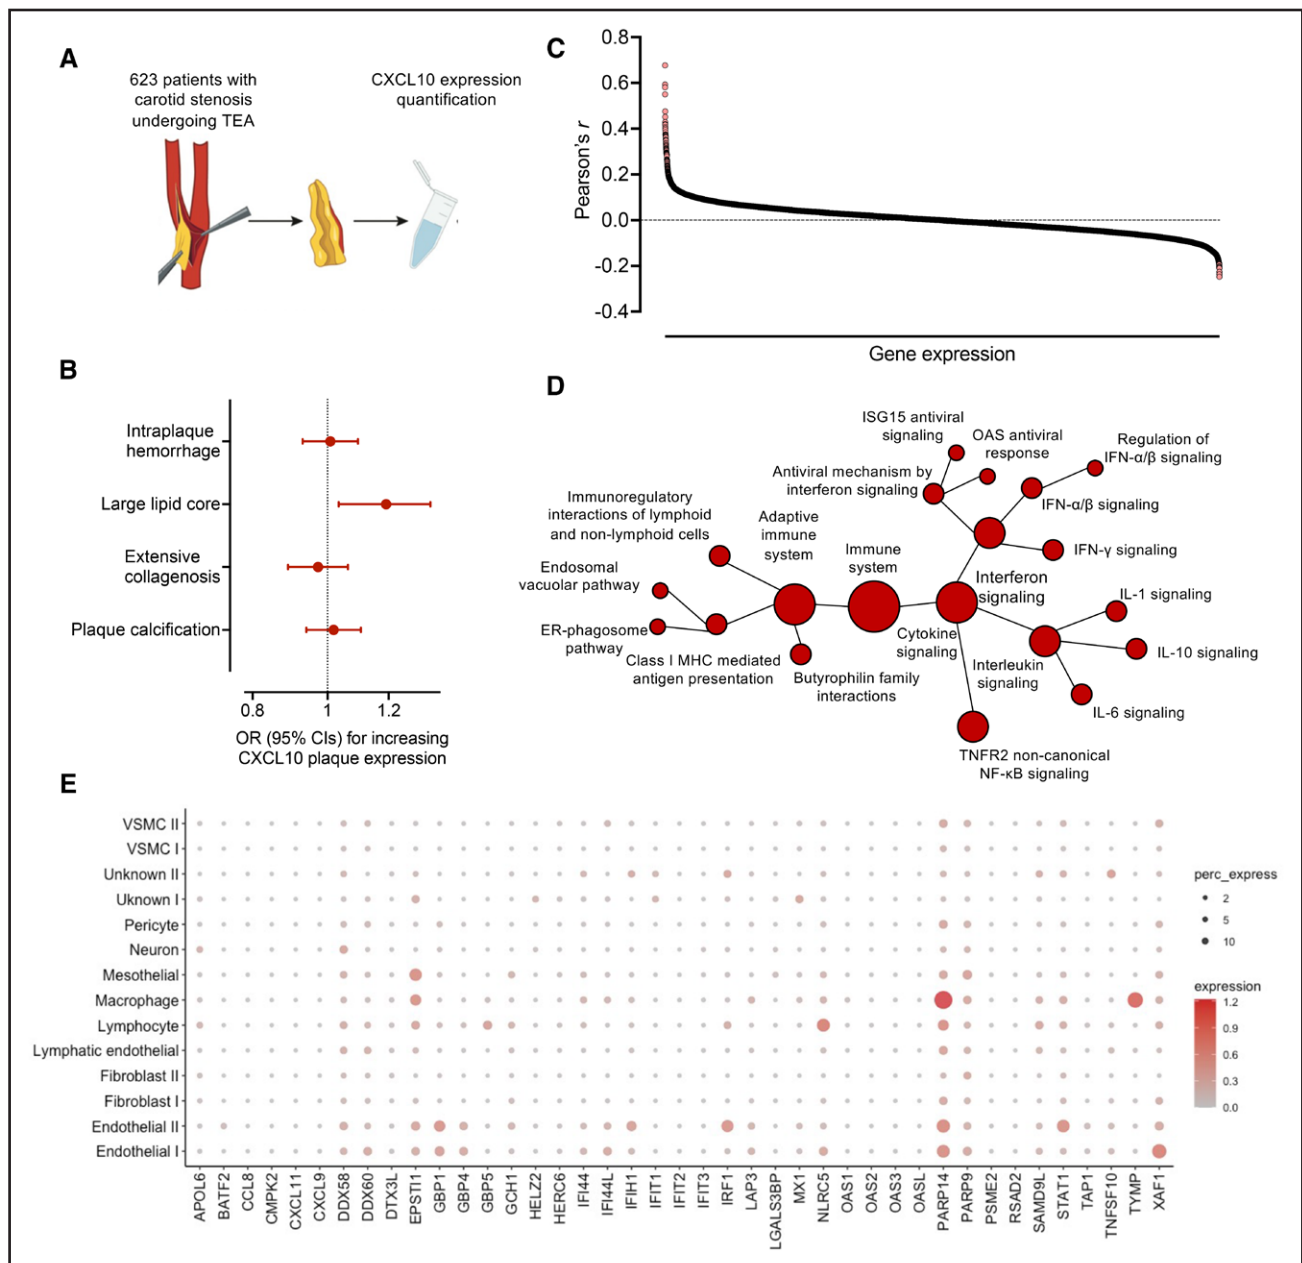 A
623 patients with
carotid stenosis
undergoing TEA
CXCL10 expression
quantification
B
Intraplaque
hemorrhage
Large lipid core
Extensive
collagenosis
Plaque calcification
0.8
1
1.2
OR (95% CIs) for increasing
CXCL10 plaque expression
C
Pearson's r
0.8
0.6
0.4
0.2
0.0
-0.2
-0.4
Gene expression
D
ISG15 antiviral
signaling
OAS antiviral
response
Regulation of
IFN-α/β signaling
Antiviral mechanism by
interferon signaling
IFN-α/β signaling
Immunoregulatory
interactions of lymphoid
and non-lymphoid cells
Adaptive
immune
system
Immune
system
IFN-γ signaling
Endosomal
vacuolar pathway
Interferon
signaling
IL-1 signaling
ER-phagosome
pathway
Class I MHC mediated
antigen presentation
Butyrophilin family
interactions
Cytokine
signaling
Interleukin
signaling
IL-10 signaling
IL-6 signaling
TNFR2 non-canonical
NF-κB signaling
E
VSMC II
VSMC I
Unknown II
Uknown I
Pericyte
Neuron
Mesothelial
Macrophage
Lymphocyte
Lymphatic endothelial
Fibroblast II
Fibroblast I
Endothelial II
Endothelial I
APOL6
BATF2
CCL8
CMPK2
CXCL11
CXCL9
DDX58
DDX60
DTX3L
EPSTI1
GBP1
GBP4
GBP5
GCH1
HELZ2
HERC6
IFI44
IFI44L
IFIH1
IFIT1
IFIT2
IFIT3
IRF1
LAP3
LGALS3BP
MX1
NLRC5
OAS1
OAS2
OAS3
OASL
PARP14
PARP9
PSME2
RSAD2
SAMD9L
STAT1
TAP1
TNFSF10
TYMP
XAF1
perc_express
2
5
10
expression
1.2
0.9
0.6
0.3
0.0